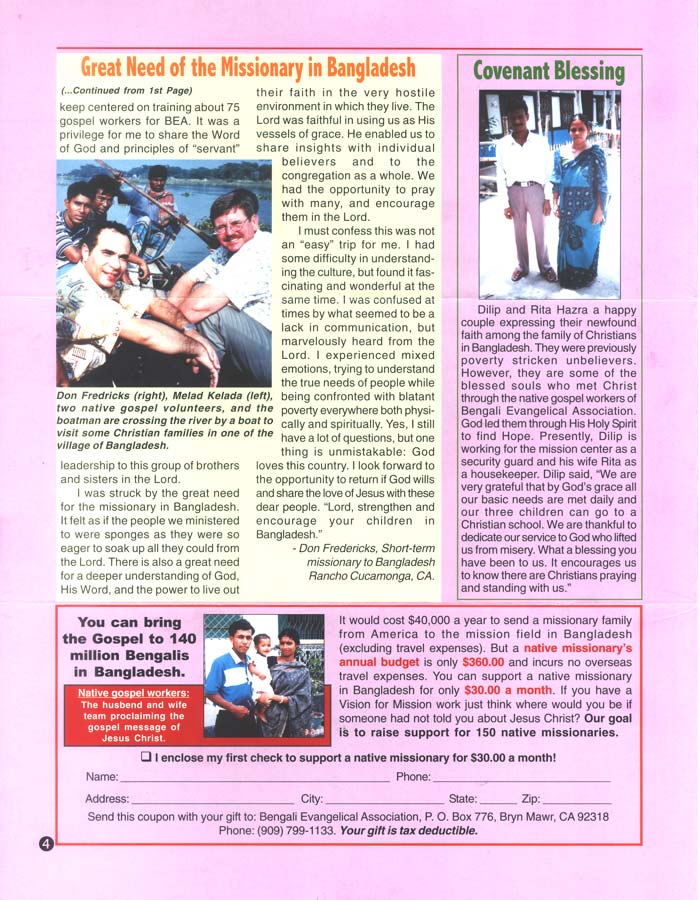 Great Need of the Missionary in Bangladesh
(...Continued from 1st Page)
keep centered on training about 75
gospel workers for BEA. It was a
privilege for me to share the Word
of God and principles of “servant”
Don Fredricks (right), Melad Kelada (left),
two native gospel volunteers, and the
boatman are crossing the river by a boat to
visit some Christian families in one of the
village of Bangladesh.
leadership to this group of brothers
and sisters in the Lord.
I was struck by the great need
for the missionary in Bangladesh.
It felt as if the people we ministered
to were sponges as they were so
eager to soak up all they could from
the Lord. There is also a great need
for a deeper understanding of God,
His Word, and the power to live out
their faith in the very hostile
environment in which they live. The
Lord was faithful in using us as His
vessels of grace. He enabled us to
share insights with individual
believers and to the
congregation as a whole. We
had the opportunity to pray
with many, and encourage
them in the Lord.
I must confess this was not
an “easy” trip for me. I had
some difficulty in understand-
ing the culture, but found it fas-
cinating and wonderful at the
same time. I was confused at
times by what seemed to be a
lack in communication, but
marvelously heard from the
Lord. I experienced mixed
emotions, trying to understand
the true needs of people while
being confronted with blatant
poverty everywhere both physi-
cally and spiritually. Yes, I still
have a lot of questions, but one
thing is unmistakable: God
loves this country. I look forward to
the opportunity to return if God wills
and share the love of Jesus with these
dear people. “Lord, strengthen and
encourage your children in
Bangladesh.”
- Don Fredericks, Short-term
missionary to Bangladesh
Rancho Cucamonga, CA.
Covenant Blessing
Dilip and Rita Hazra a happy
couple expressing their newfound
faith among the family of Christians
in Bangladesh. They were previously
poverty stricken unbelievers.
However, they are some of the
blessed souls who met Christ
through the native gospel workers of
Bengali Evangelical Association.
God led them through His Holy Spirit
to find Hope. Presently, Dilip is
working for the mission center as a
security guard and his wife Rita as
a housekeeper. Dilip said, “We are
very grateful that by God’s grace all
our basic needs are met daily and
our three children can go to a
Christian school. We are thankful to
dedicate our service to God who lifted
us from misery. What a blessing you
have been to us. It encourages us
to know there are Christians praying
and standing with us.”
You can bring
the Gospel to 140
million Bengalis
in Bangladesh.
Native gospel workers:
The husbend and wife
team proclaiming the
gospel message of
Jesus Christ.
It would cost $40,000 a year to send a missionary family
from America to the mission field in Bangladesh
(excluding travel expenses). But a native missionary’s
annual budget is only $360.00 and incurs no overseas
travel expenses. You can support a native missionary
in Bangladesh for only $30.00 a month. If you have a
Vision for Mission work just think where would you be if
someone had not told you about Jesus Christ? Our goal
is to raise support for 150 native missionaries.
❑ I enclose my first check to support a native missionary for $30.00 a month!
Name: Phone:
Address: City: State: Zip:
Send this coupon with your gift to: Bengali Evangelical Association, P. O. Box 776, Bryn Mawr, CA 92318
Phone: (909) 799-1133. Your gift is tax deductible.
4